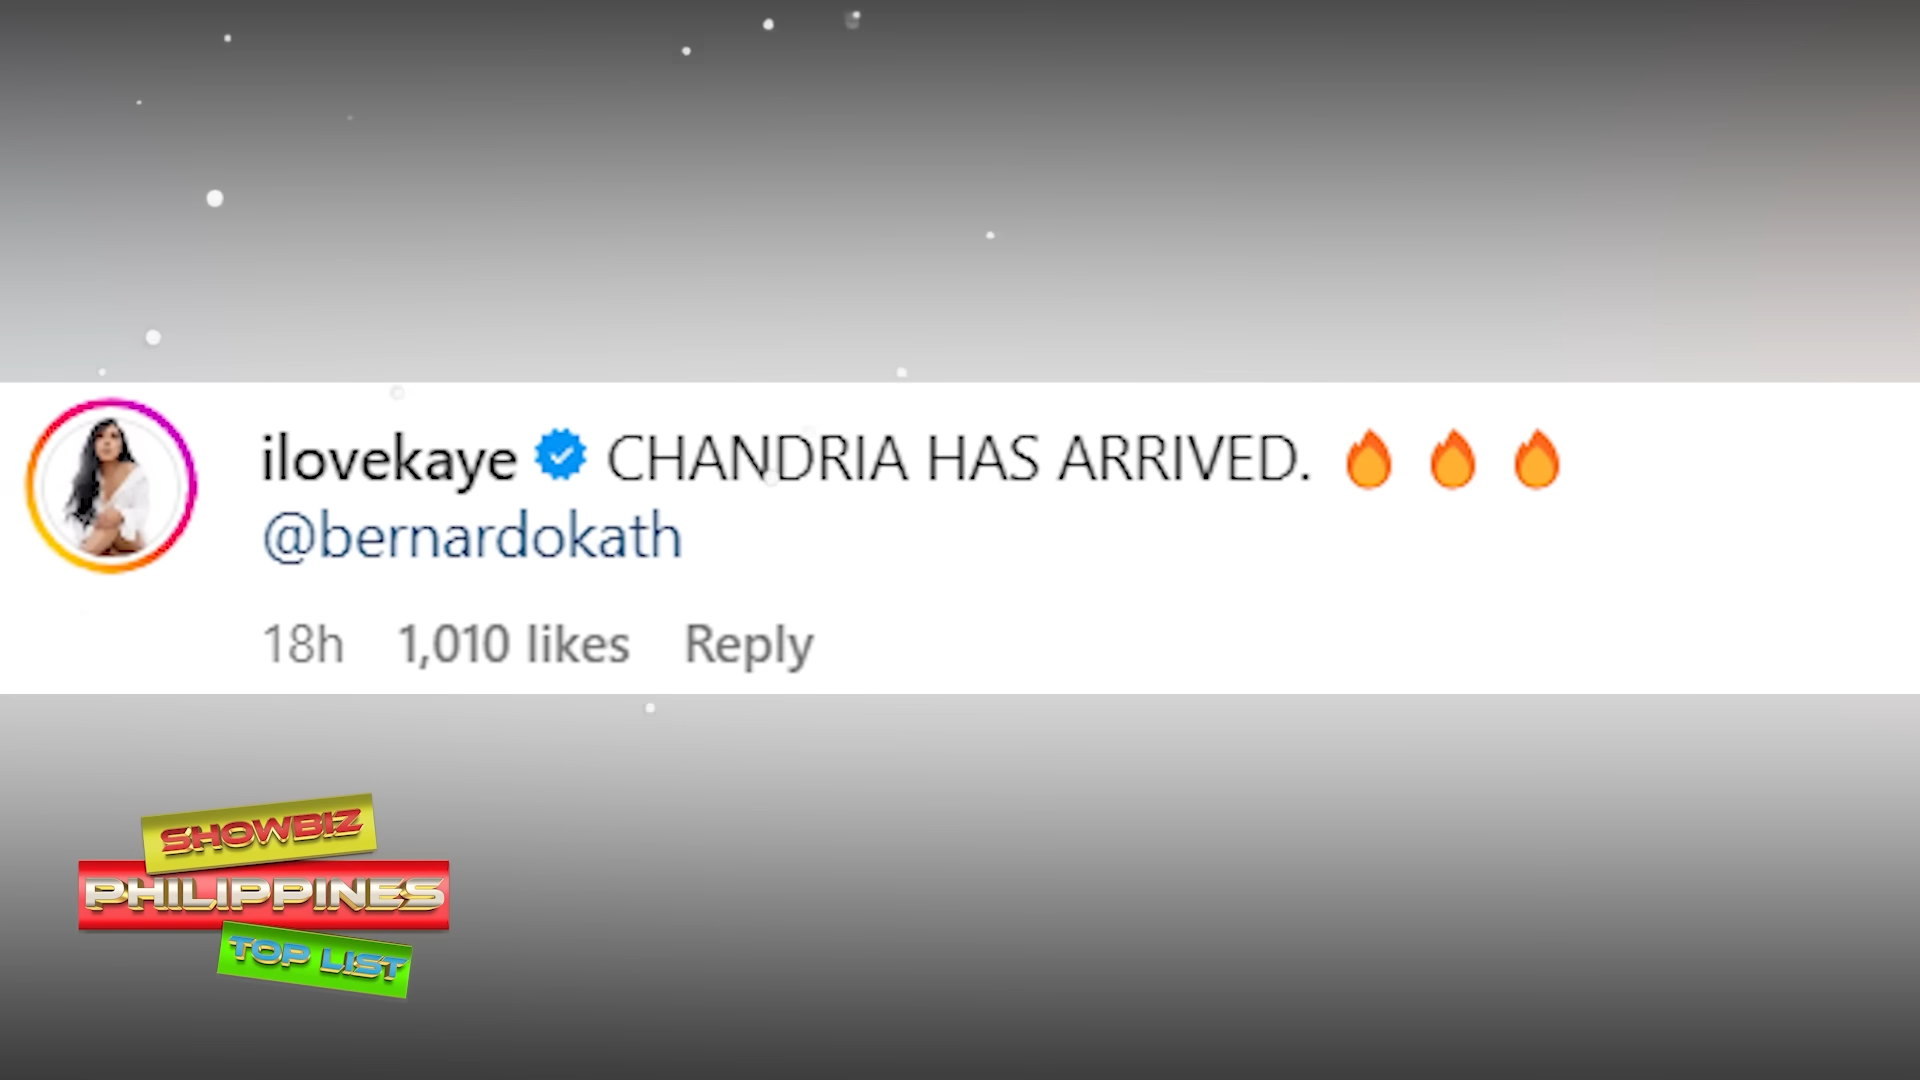 ilovekaye CHANDRIA HAS ARRIVED. 🔥 🔥 🔥
@bernardokath
18h 1,010 likes Reply
SHOWBIZ
PHILIPPINES
TOP LIST